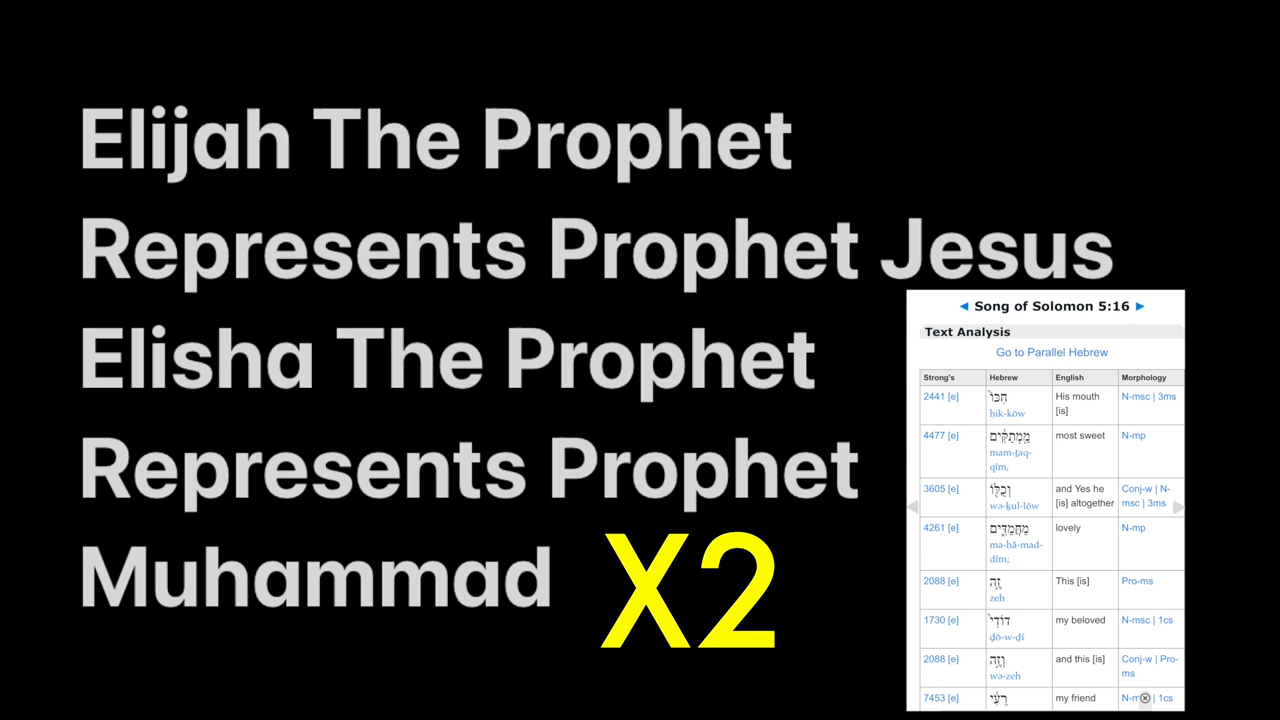 Elijah The Prophet
Represents Prophet Jesus
Elisha The Prophet
Represents Prophet
Muhammad X2
◄ Song of Solomon 5:16 ►
Text Analysis
Go to Parallel Hebrew
Strong's Hebrew English Morphology
2441 [e] חִכּוֹ֙ His mouth N-msc | 3ms
ḥik-kōw [is]
4477 [e] מַֽמְתַקִּ֔ים most sweet N-mp
mam-ṯaq-
qîm,
3605 [e] וְכֻלּ֖וֹ and Yes he Conj-w | N-
wə-ḵul-lōw [is] altogether msc | 3ms
4261 [e] מַחֲמַדִּ֑ים lovely N-mp
ma-ḥă-mad-
dîm;
2088 [e] זֶ֤ה This [is] Pro-ms
zeh
1730 [e] דוֹדִי֙ my beloved N-msc | 1cs
ḏō-w-ḏî
2088 [e] וְזֶ֣ה and this [is] Conj-w | Pro-
wə-zeh ms
7453 [e] רֵעִ֔י my friend | 1cs